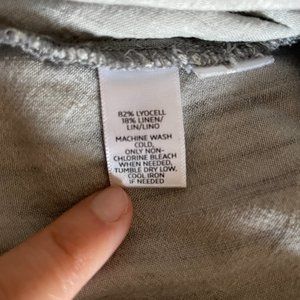 82% LYOCELL
18% LINEN/
LIN/LINO
MACHINE WASH
COLD,
ONLY NON-
CHLORINE BLEACH
WHEN NEEDED,
TUMBLE DRY LOW.
COOL IRON
IF NEEDED